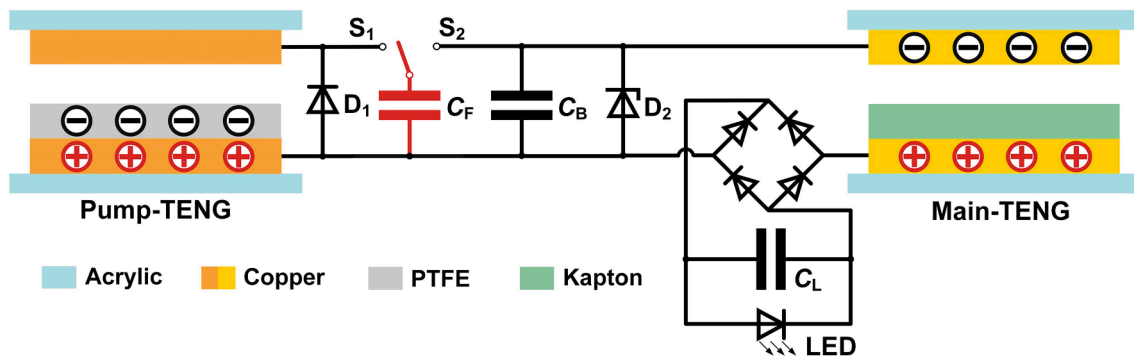 S1 S2
D1 CF CB D2
Pump-TENG
Main-TENG
Acrylic Copper PTFE Kapton
CL
LED